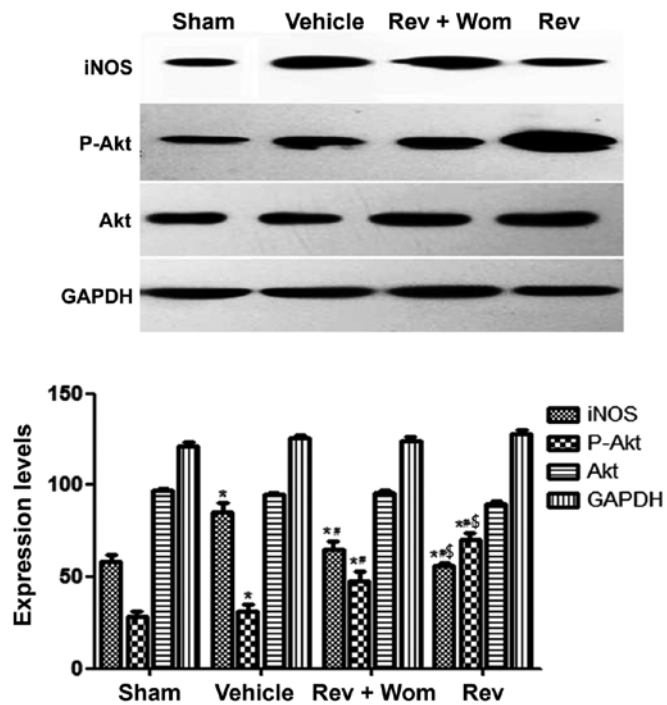 Sham Vehicle Rev + Wom Rev
iNOS
P-Akt
Akt
GAPDH
Expression levels
150
100
50
0
*
*
*#
*#
*#$
*#$
iNOS
P-Akt
Akt
GAPDH
Sham Vehicle Rev + Wom Rev